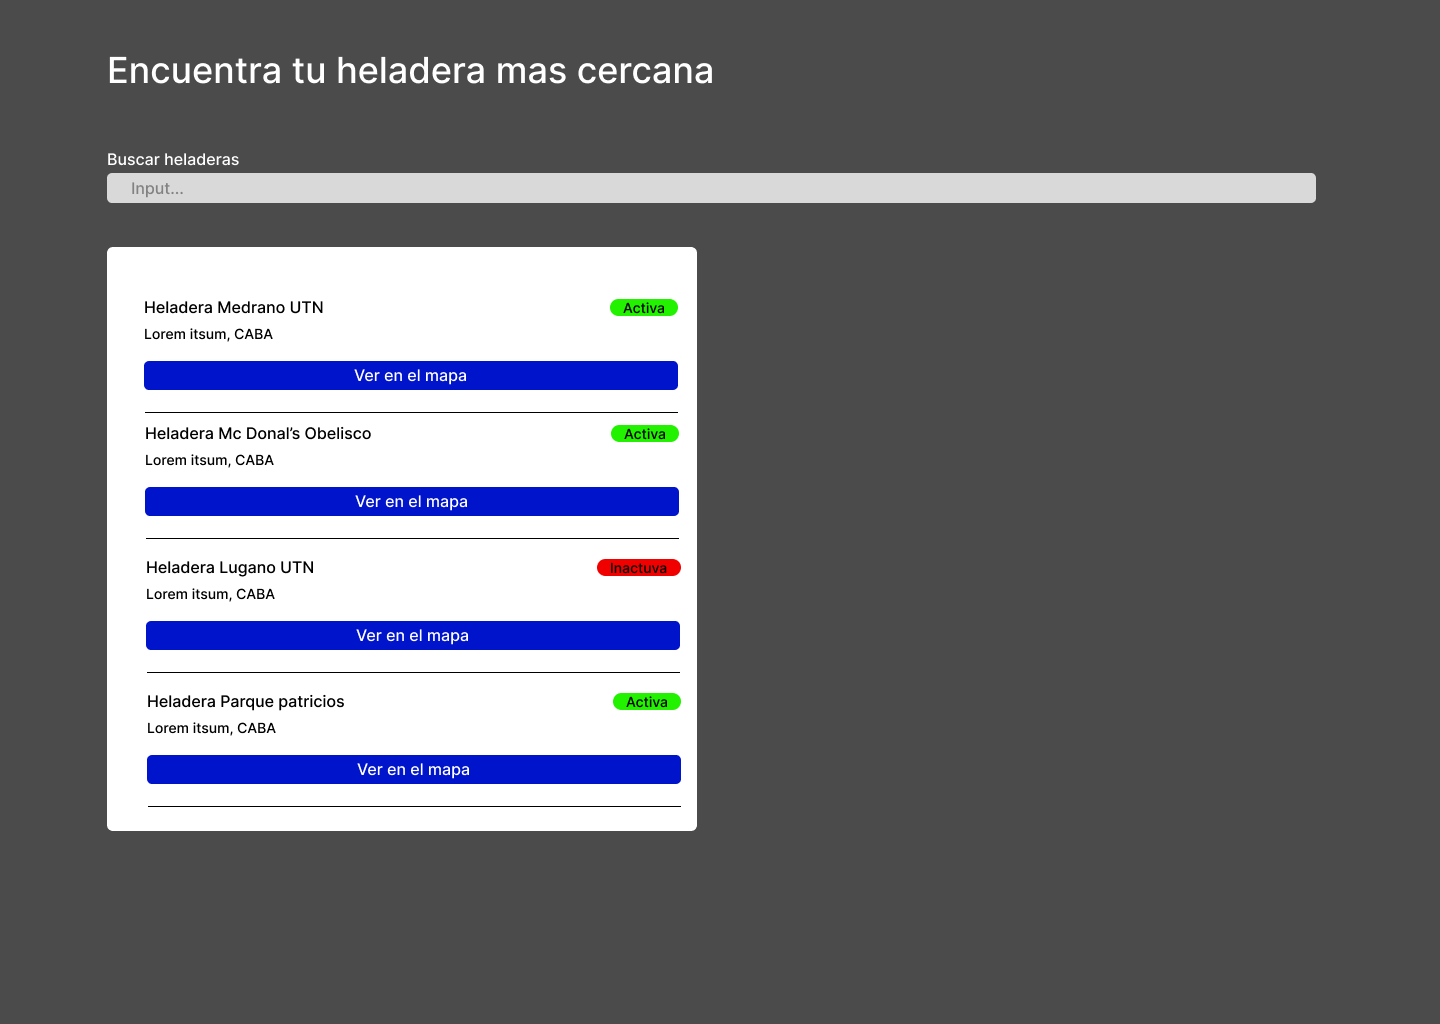 Encuentra tu heladera mas cercana
Buscar heladeras
Input...
Heladera Medrano UTN
Activa
Lorem itsum, CABA
Ver en el mapa
Heladera Mc Donal’s Obelisco
Activa
Lorem itsum, CABA
Ver en el mapa
Heladera Lugano UTN
Inactuva
Lorem itsum, CABA
Ver en el mapa
Heladera Parque patricios
Activa
Lorem itsum, CABA
Ver en el mapa